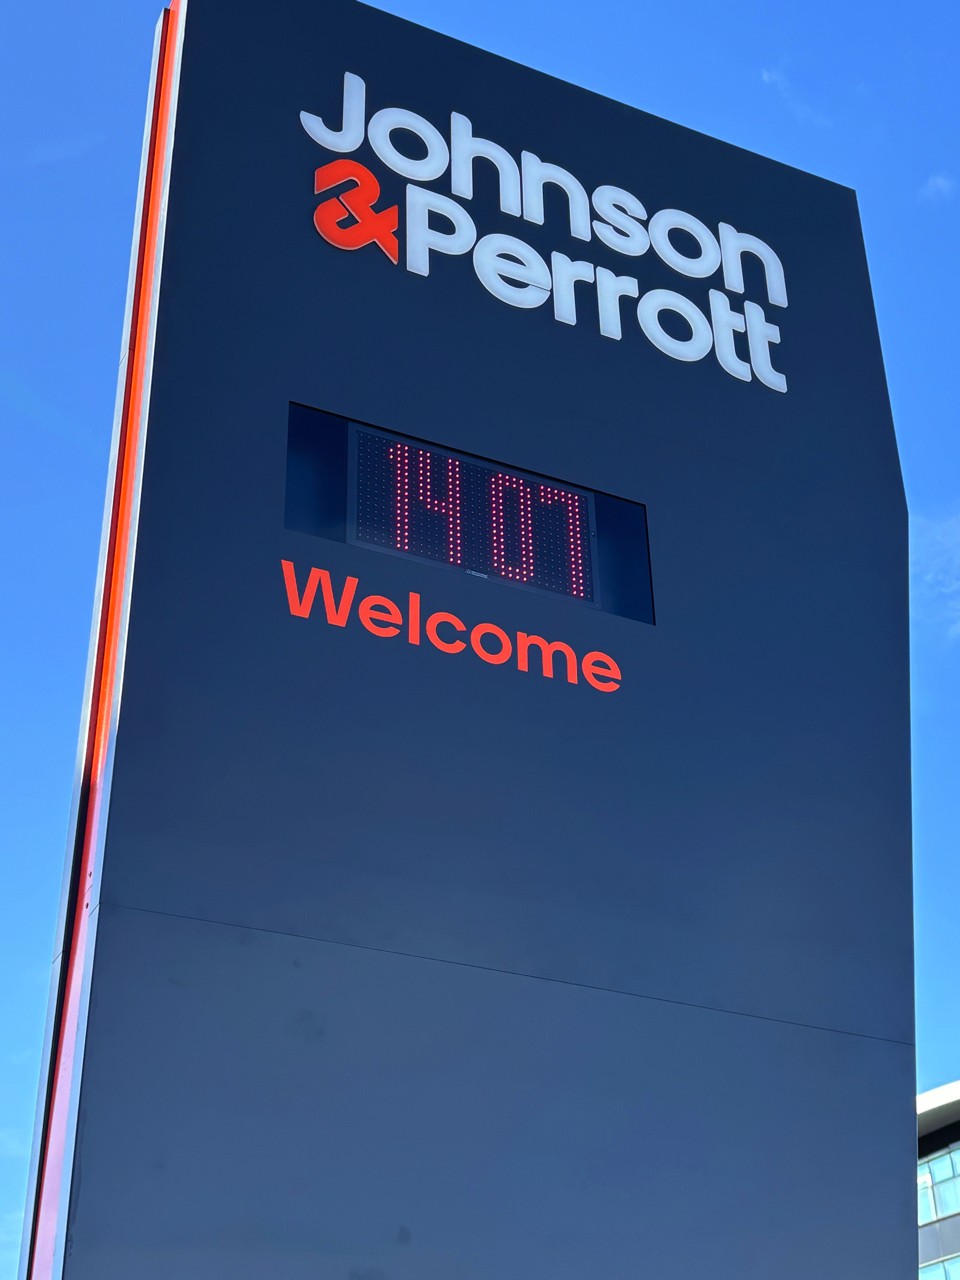 Johnson
& Perrott
14 07
Welcome